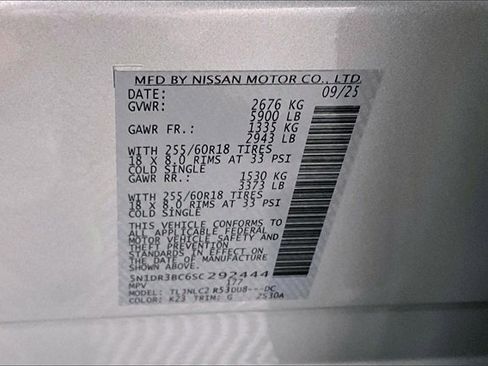 MFD BY NISSAN MOTOR CO., LTD.
DATE: 09/25
GVWR: 2676 KG
5900 LB
GAWR FR.: 1335 KG
2943 LB
WITH 255/60R18 TIRES
18 X 8.0 RIMS AT 33 PSI
COLD SINGLE
GAWR RR.: 1530 KG
3373 LB
WITH 255/60R18 TIRES
18 X 8.0 RIMS AT 33 PSI
COLD SINGLE
THIS VEHICLE CONFORMS TO
ALL APPLICABLE FEDERAL
MOTOR VEHICLE SAFETY AND
THEFT PREVENTION
STANDARDS IN EFFECT ON
THE DATE OF MANUFACTURE
SHOWN ABOVE.
5N1DR3BC6SC292444
MPV 177
MODEL: TLJNLC2 R53DU8---DC
COLOR: K23 TRIM: G 2530A